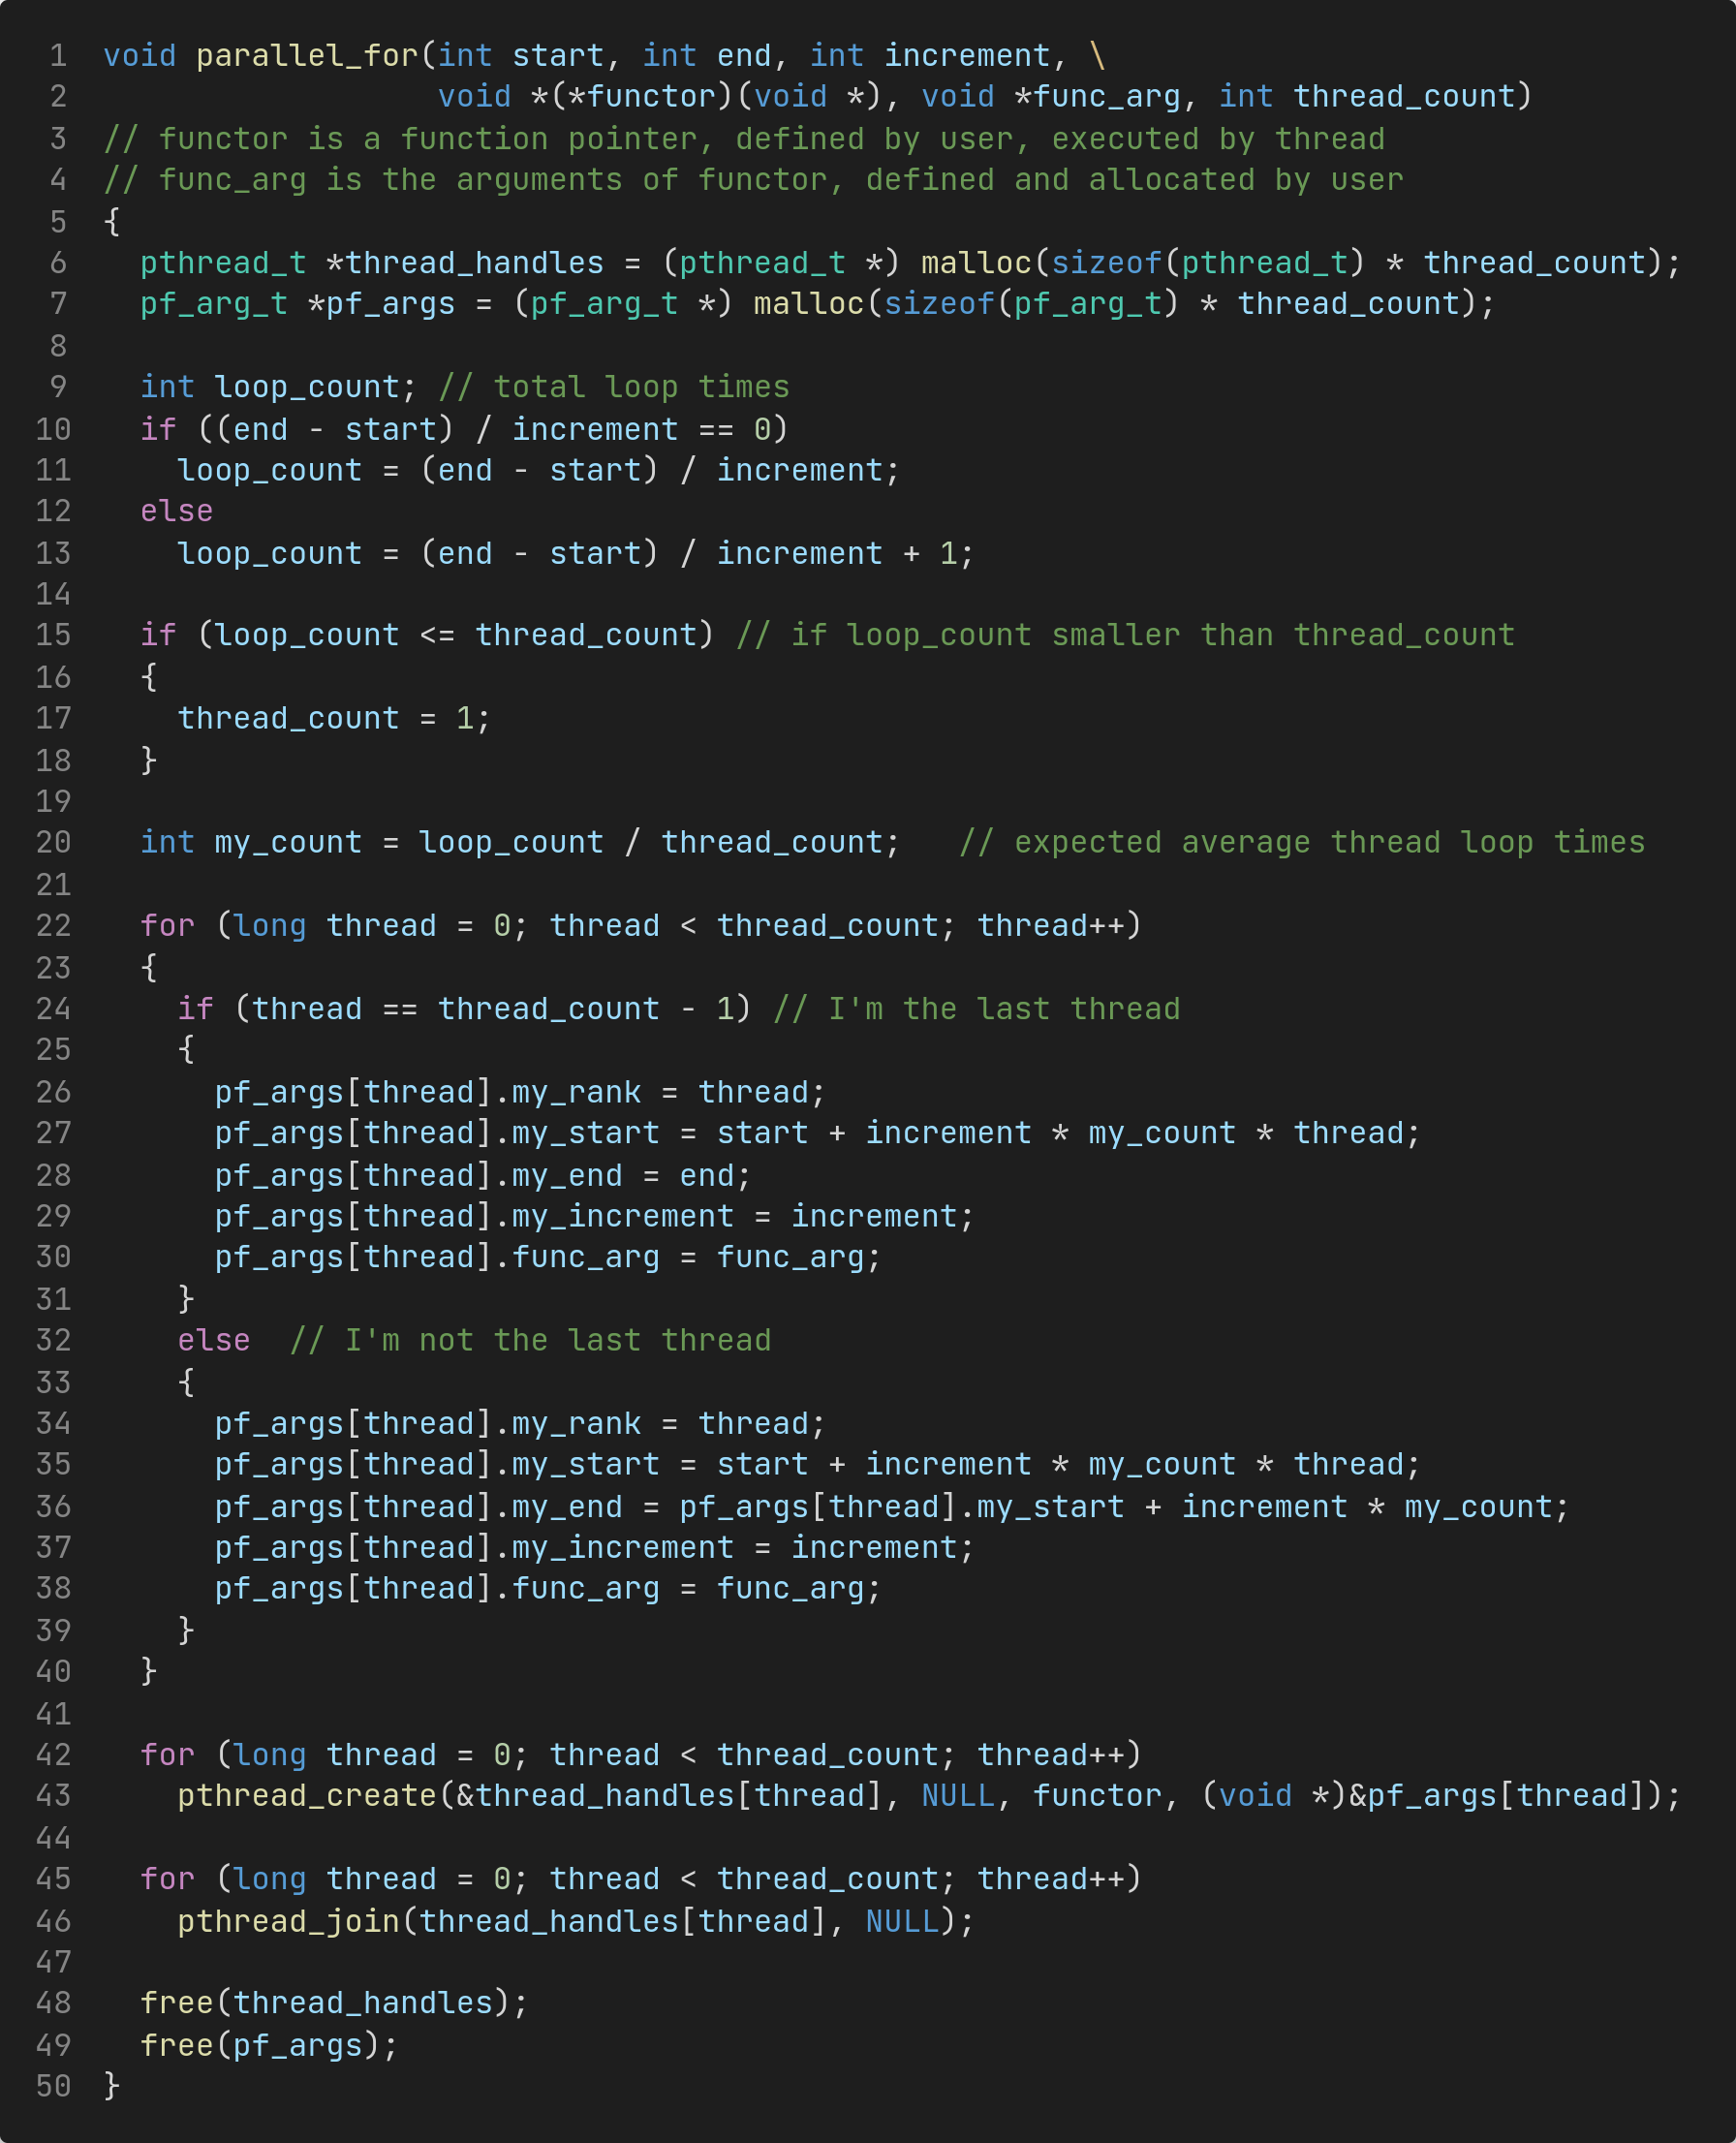 1 void parallel_for(int start, int end, int increment, \
2                   void *(*functor)(void *), void *func_arg, int thread_count)
3 // functor is a function pointer, defined by user, executed by thread
4 // func_arg is the arguments of functor, defined and allocated by user
5 {
6   pthread_t *thread_handles = (pthread_t *) malloc(sizeof(pthread_t) * thread_count);
7   pf_arg_t *pf_args = (pf_arg_t *) malloc(sizeof(pf_arg_t) * thread_count);
8
9   int loop_count; // total loop times
10   if ((end - start) / increment == 0)
11     loop_count = (end - start) / increment;
12   else
13     loop_count = (end - start) / increment + 1;
14
15   if (loop_count <= thread_count) // if loop_count smaller than thread_count
16   {
17     thread_count = 1;
18   }
19
20   int my_count = loop_count / thread_count;   // expected average thread loop times
21
22   for (long thread = 0; thread < thread_count; thread++)
23   {
24     if (thread == thread_count - 1) // I'm the last thread
25     {
26       pf_args[thread].my_rank = thread;
27       pf_args[thread].my_start = start + increment * my_count * thread;
28       pf_args[thread].my_end = end;
29       pf_args[thread].my_increment = increment;
30       pf_args[thread].func_arg = func_arg;
31     }
32     else  // I'm not the last thread
33     {
34       pf_args[thread].my_rank = thread;
35       pf_args[thread].my_start = start + increment * my_count * thread;
36       pf_args[thread].my_end = pf_args[thread].my_start + increment * my_count;
37       pf_args[thread].my_increment = increment;
38       pf_args[thread].func_arg = func_arg;
39     }
40   }
41
42   for (long thread = 0; thread < thread_count; thread++)
43     pthread_create(&thread_handles[thread], NULL, functor, (void *)&pf_args[thread]);
44
45   for (long thread = 0; thread < thread_count; thread++)
46     pthread_join(thread_handles[thread], NULL);
47
48   free(thread_handles);
49   free(pf_args);
50 }